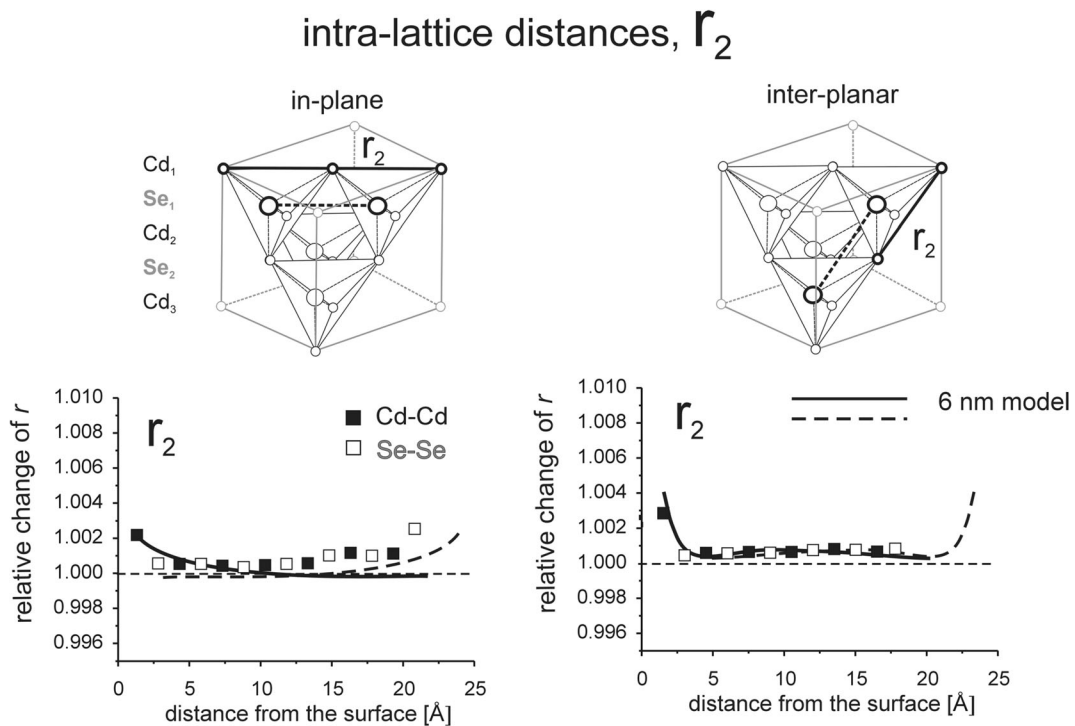 intra-lattice distances, r₂
in-plane
inter-planar
r₂
Cd₁
Se₁
Cd₂
Se₂
Cd₃
r₂
1.010
1.008
1.006
1.004
1.002
1.000
0.998
0.996
relative change of r
r₂
Cd-Cd
Se-Se
0 5 10 15 20 25
distance from the surface [Å]
1.010
1.008
1.006
1.004
1.002
1.000
0.998
0.996
relative change of r
r₂
6 nm model
0 5 10 15 20 25
distance from the surface [Å]